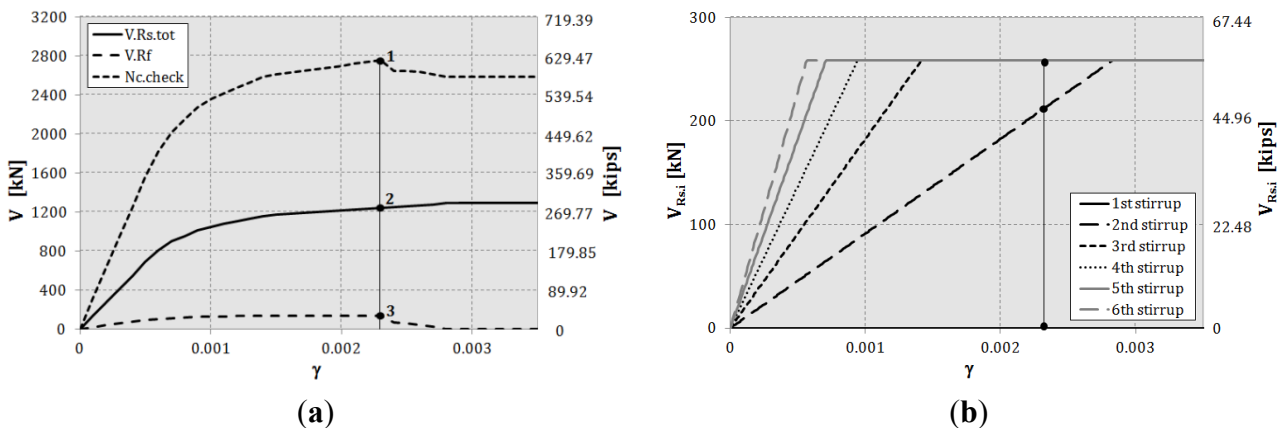 3200
2800
2400
2000
1600
1200
800
400
0
V [kN]
V.Rs.tot
V.Rf
Nc.check
1
2
3
719.39
629.47
539.54
449.62
359.69
269.77
179.85
89.92
0
V [kips]
0
0.001
0.002
0.003
γ
(a)
300
200
100
0
V_Rs.i [kN]
67.44
44.96
22.48
0
V_Rs.i [kips]
1st stirrup
2nd stirrup
3rd stirrup
4th stirrup
5th stirrup
6th stirrup
0
0.001
0.002
0.003
γ
(b)